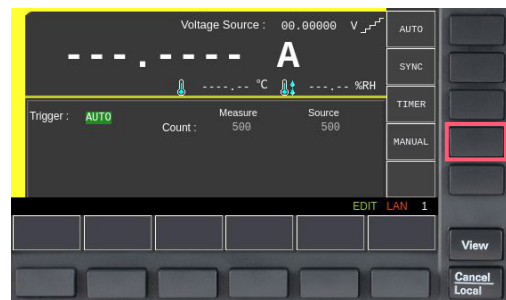 Voltage Source : 00.00000 V
---.---- A
----.-- °C ---.-- %RH
Trigger : AUTO
Measure Source
Count : 500 500
AUTO
SYNC
TIMER
MANUAL
EDIT LAN 1
View
Cancel
Local